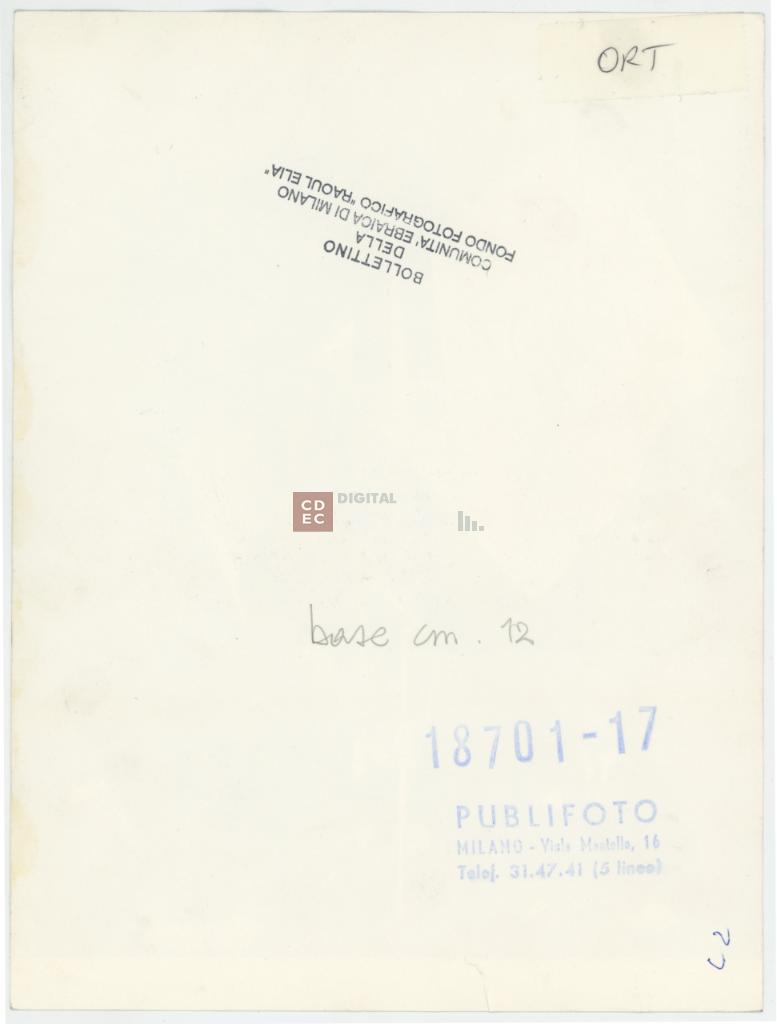 ORT
BOLLETTINO
DELLA
COMUNITA' EBRAICA DI MILANO
FONDO FOTOGRAFICO "RAOUL ELIA"
CD
EC
DIGITAL
base cm. 12
18701-17
PUBLIFOTO
MILANO - Viale Montello, 16
Telef. 31.47.41 (5 linee)